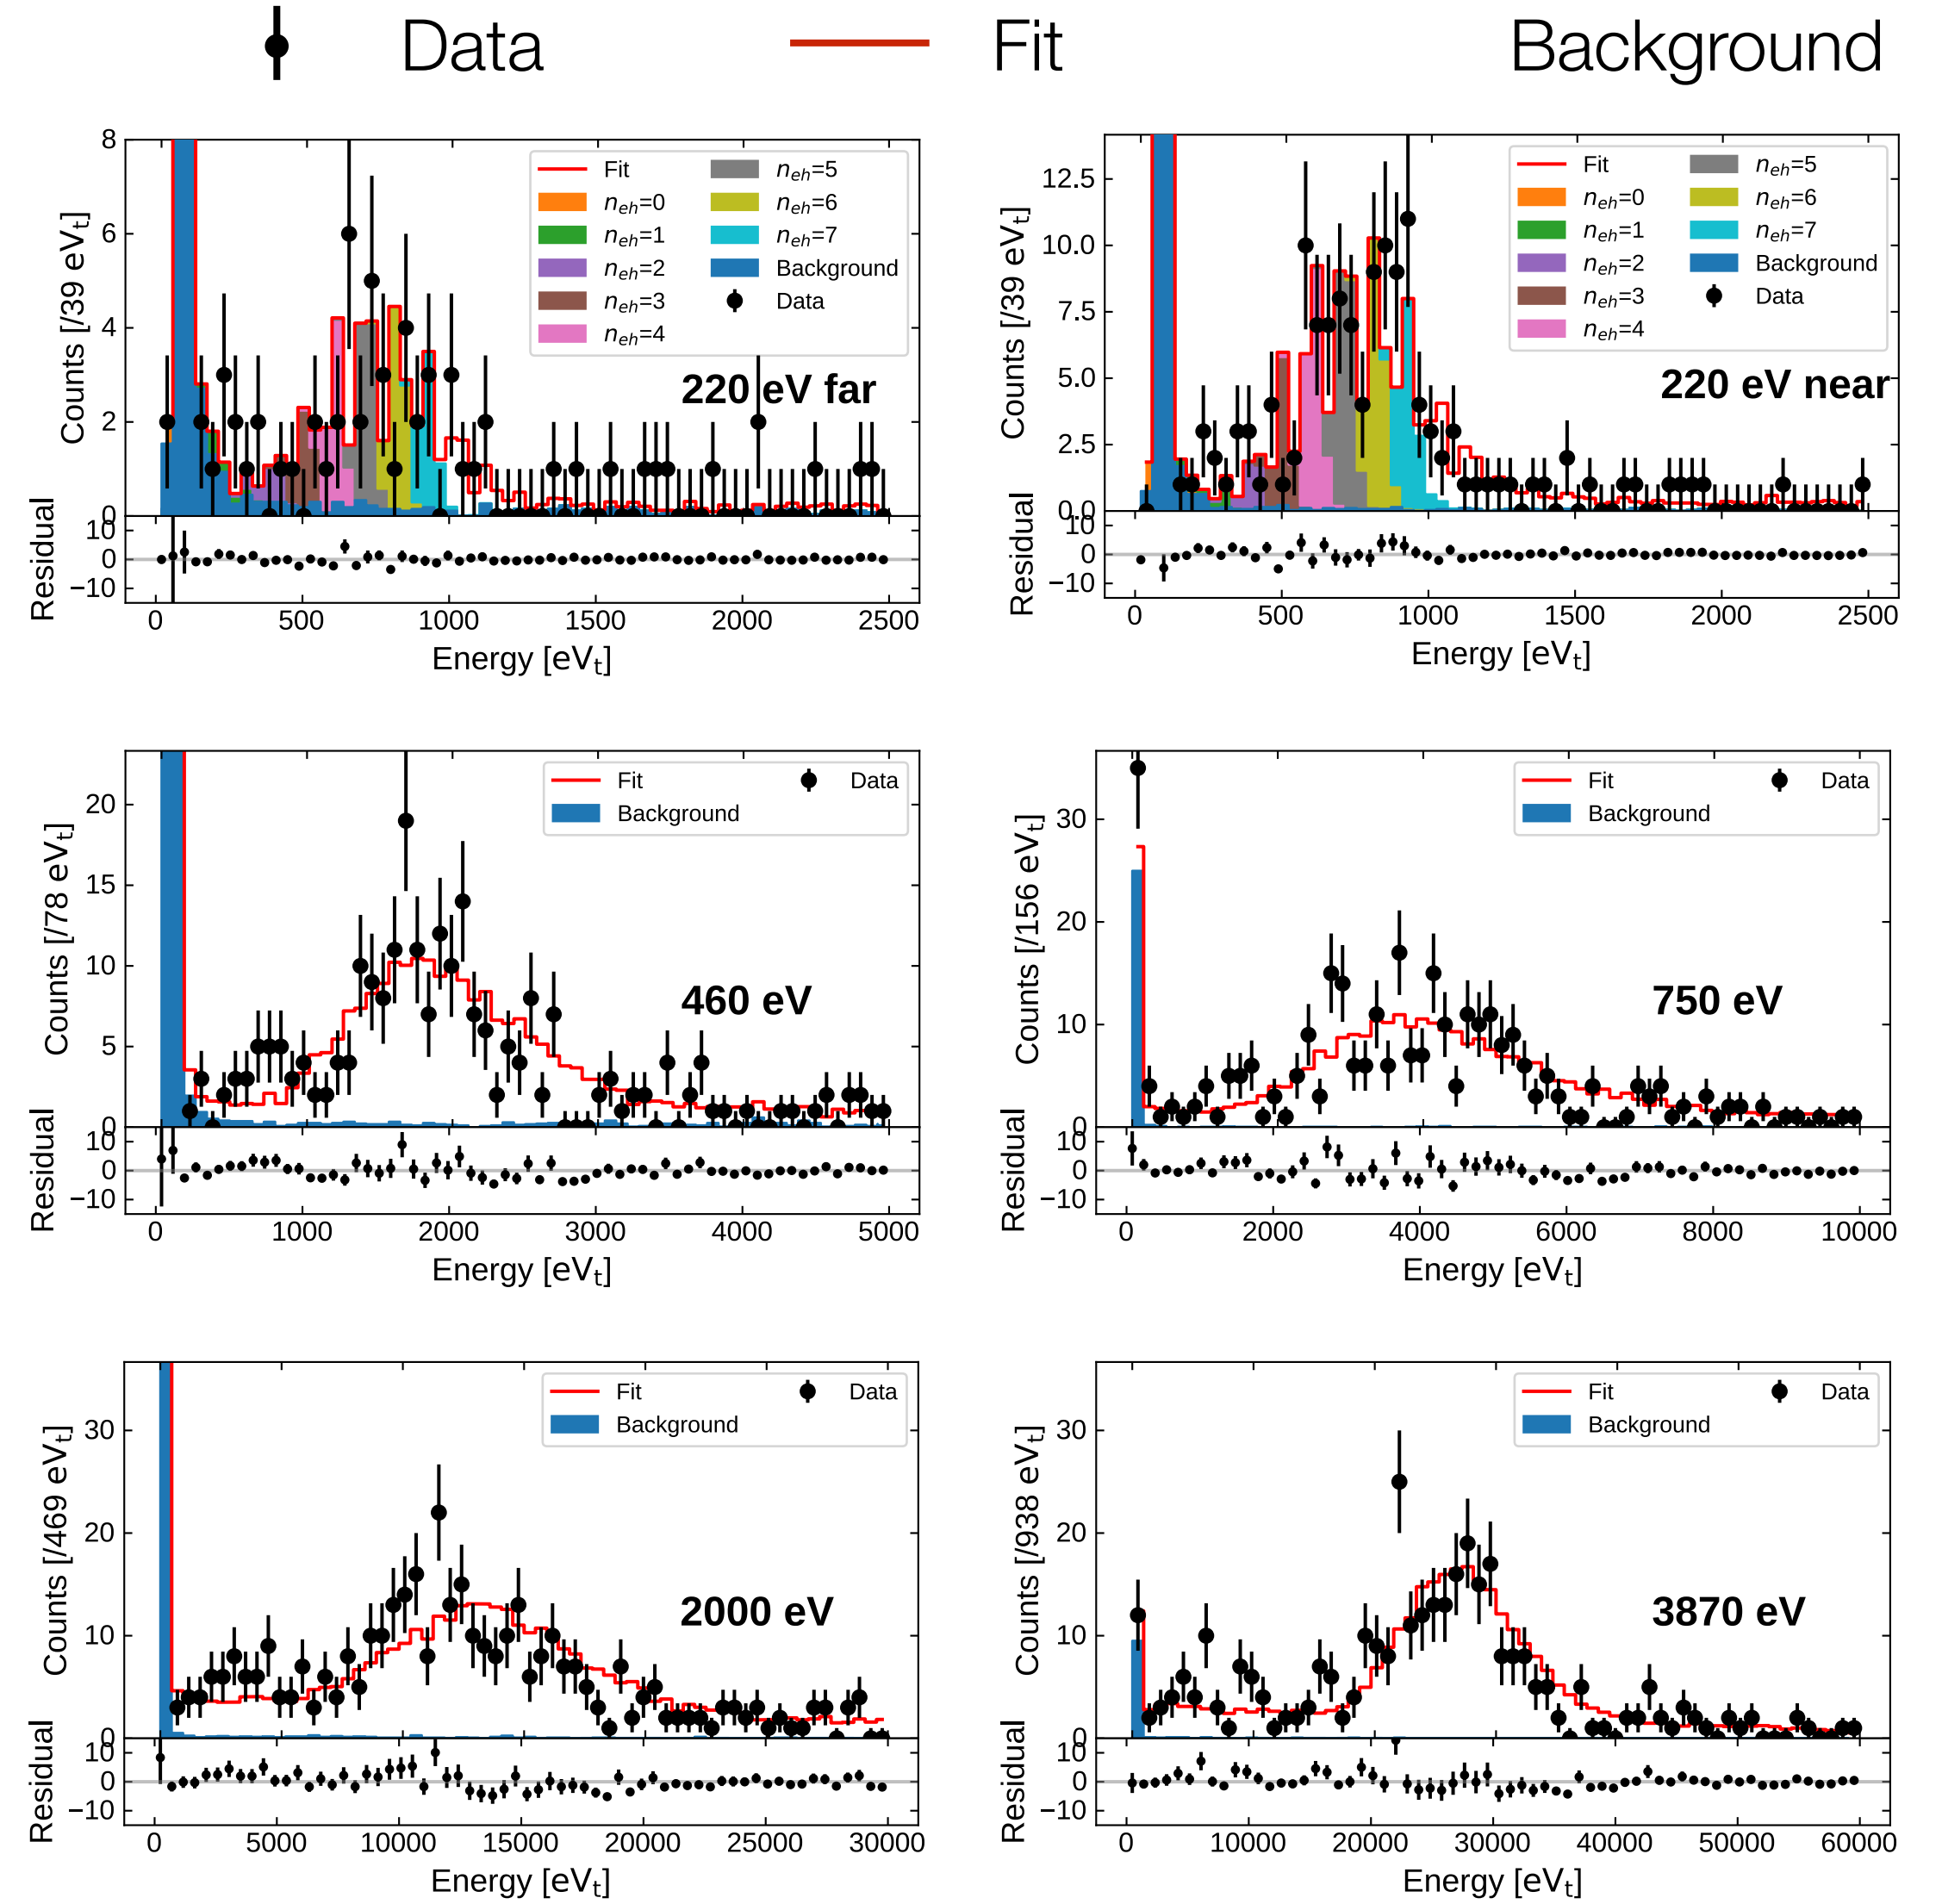 Data Fit Background
8
6
4
2
0
Counts [/39 eVt]
Fit
neh=0
neh=1
neh=2
neh=3
neh=4
neh=5
neh=6
neh=7
Background
Data
220 eV far
10
0
−10
Residual
0 500 1000 1500 2000 2500
Energy [eVt]
12.5
10.0
7.5
5.0
2.5
0.0
Counts [/39 eVt]
Fit
neh=0
neh=1
neh=2
neh=3
neh=4
neh=5
neh=6
neh=7
Background
Data
220 eV near
10
0
−10
Residual
0 500 1000 1500 2000 2500
Energy [eVt]
20
15
10
5
0
Counts [/78 eVt]
Fit
Background
Data
460 eV
10
0
−10
Residual
0 1000 2000 3000 4000 5000
Energy [eVt]
30
20
10
0
Counts [/156 eVt]
Fit
Background
Data
750 eV
10
0
−10
Residual
0 2000 4000 6000 8000 10000
Energy [eVt]
30
20
10
0
Counts [/469 eVt]
Fit
Background
Data
2000 eV
10
0
−10
Residual
0 5000 10000 15000 20000 25000 30000
Energy [eVt]
30
20
10
0
Counts [/938 eVt]
Fit
Background
Data
3870 eV
10
0
−10
Residual
0 10000 20000 30000 40000 50000 60000
Energy [eVt]